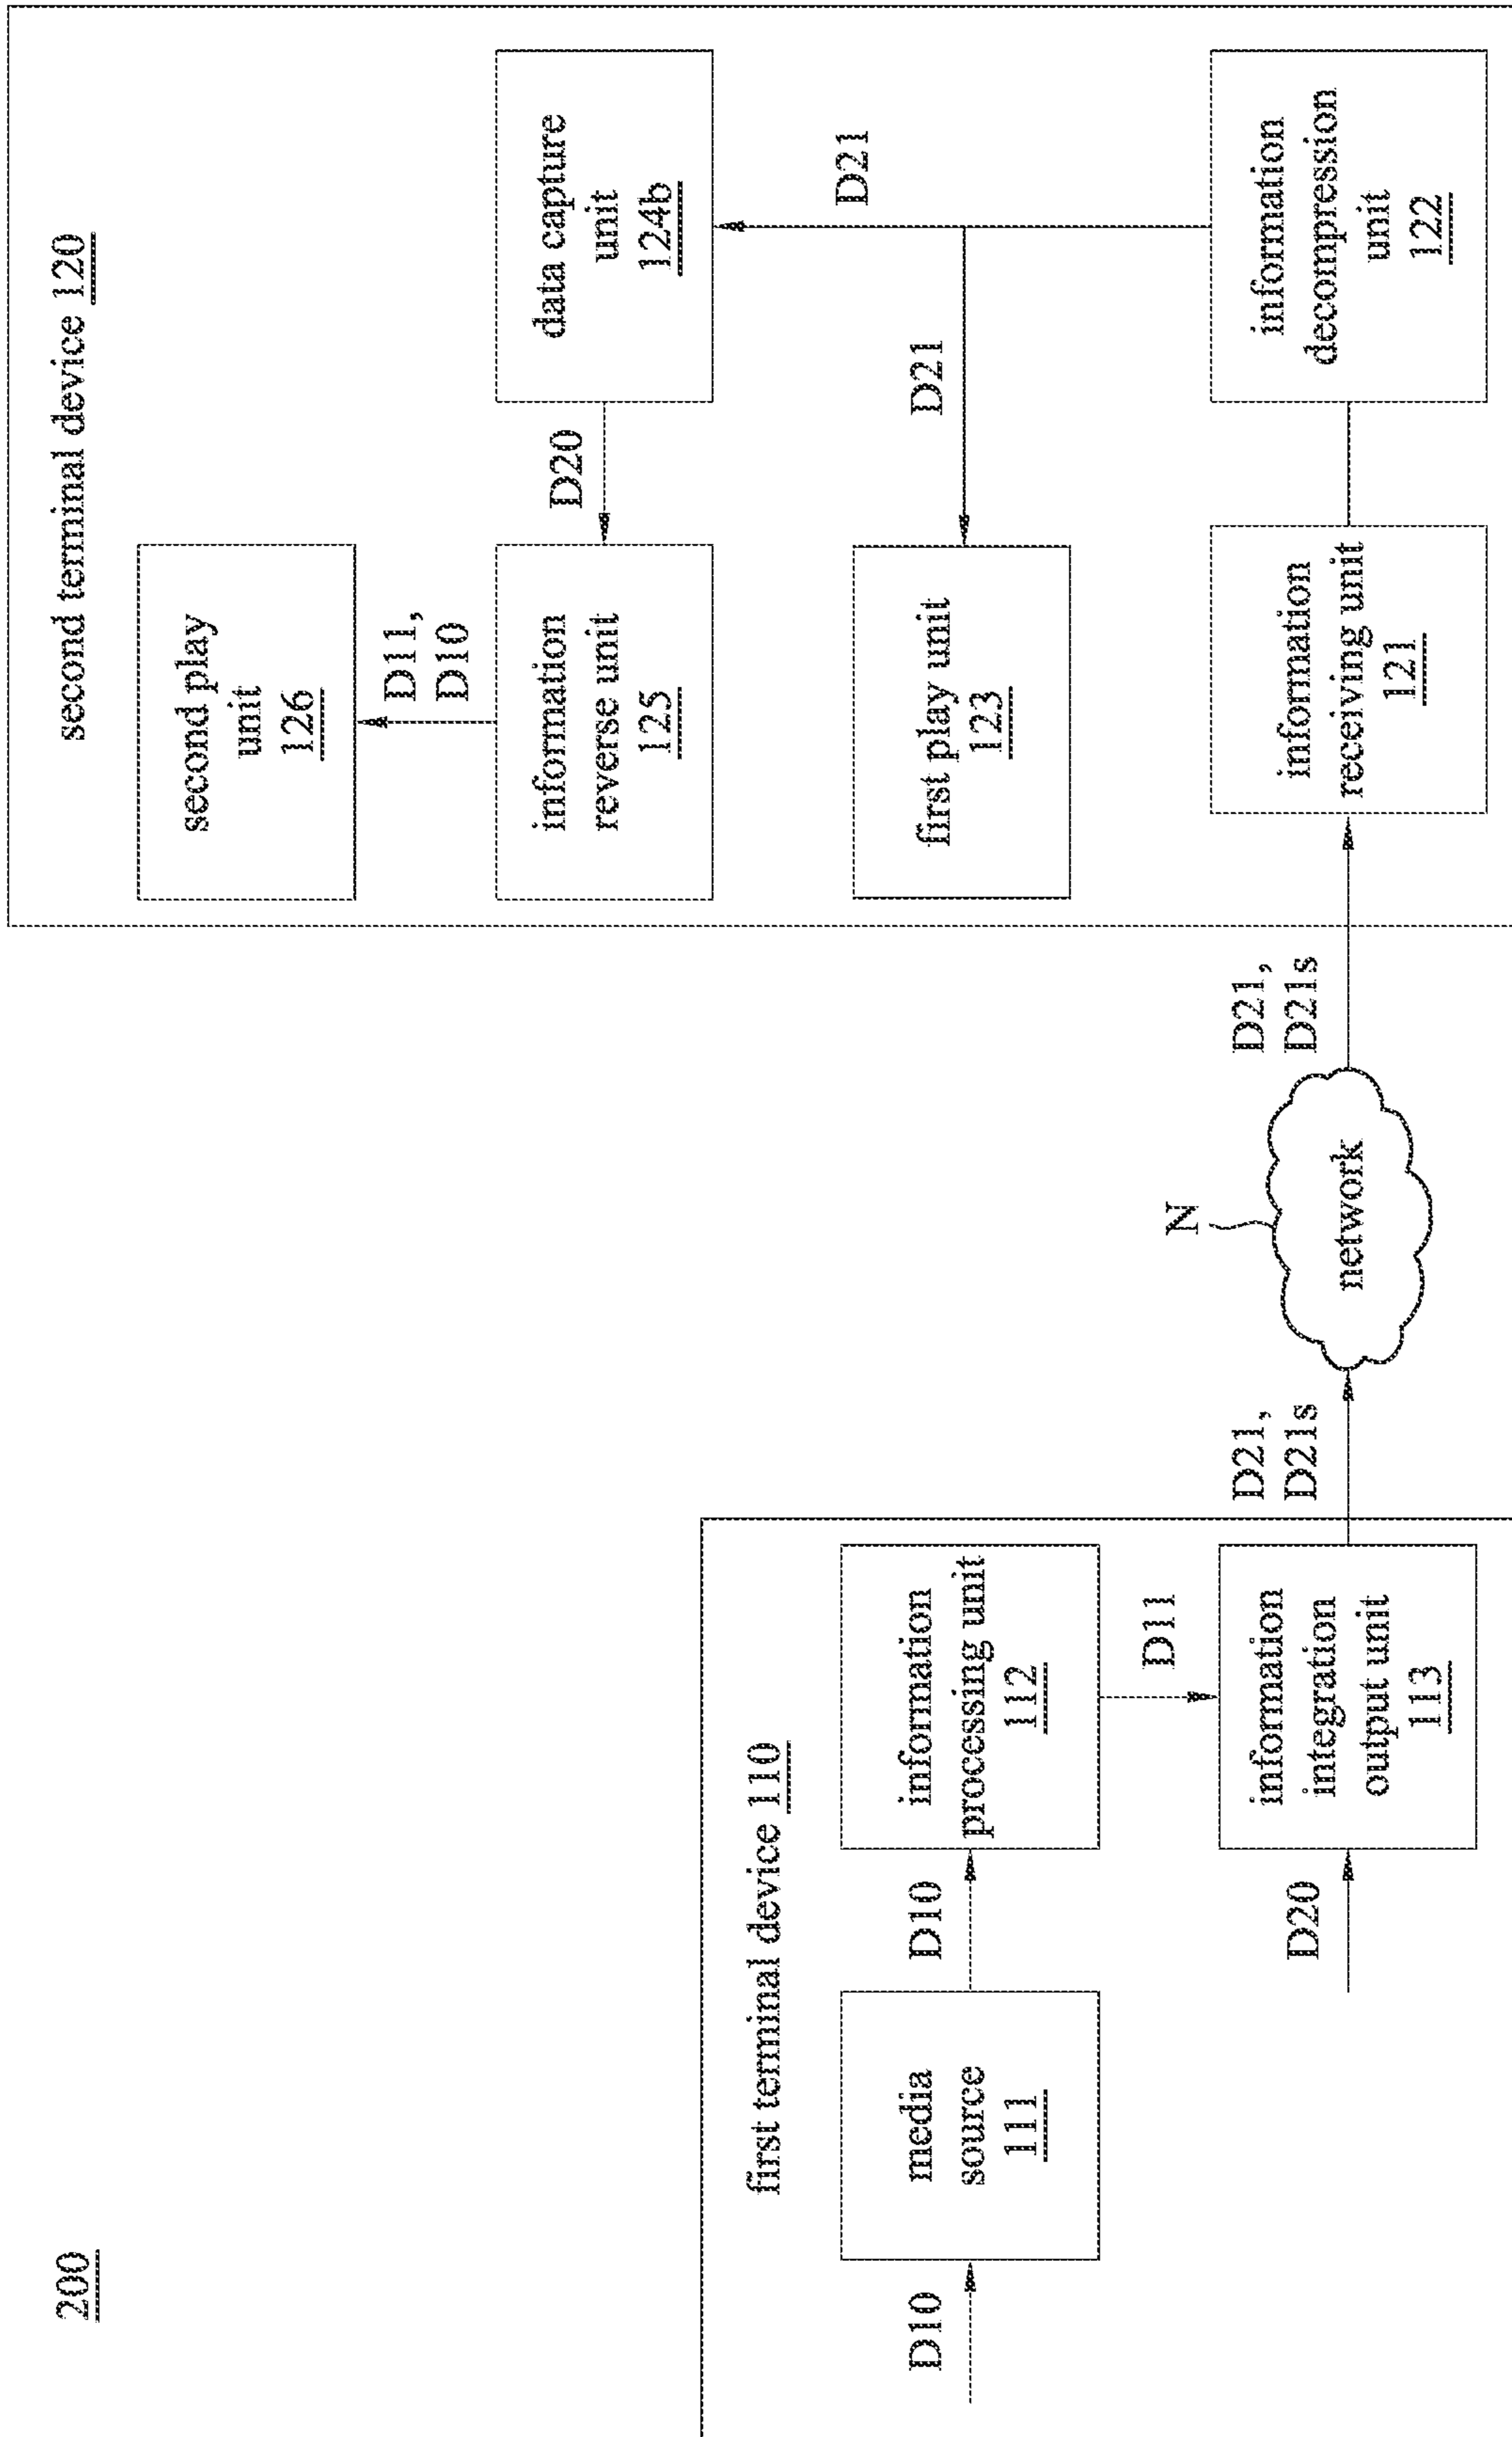 200
first terminal device 110
D10
media
source
111
D10
information
processing unit
112
D11
D20
information
integration
output unit
113
D21,
D21s
N
network
D21,
D21s
second terminal device 120
information
receiving unit
121
information
decompression
unit
122
D21
D21
first play unit
123
data capture
unit
124b
D20
information
reverse unit
125
D11,
D10
second play
unit
126